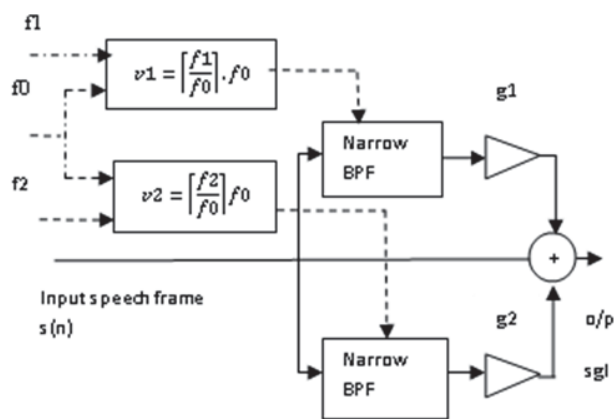 f1
v1 = ⌈f1/f0⌉ . f0
f0
g1
Narrow
BPF
f2
v2 = ⌈f2/f0⌉ f0
+
Input speech frame
s(n)
g2
o/p
Narrow
BPF
sgl